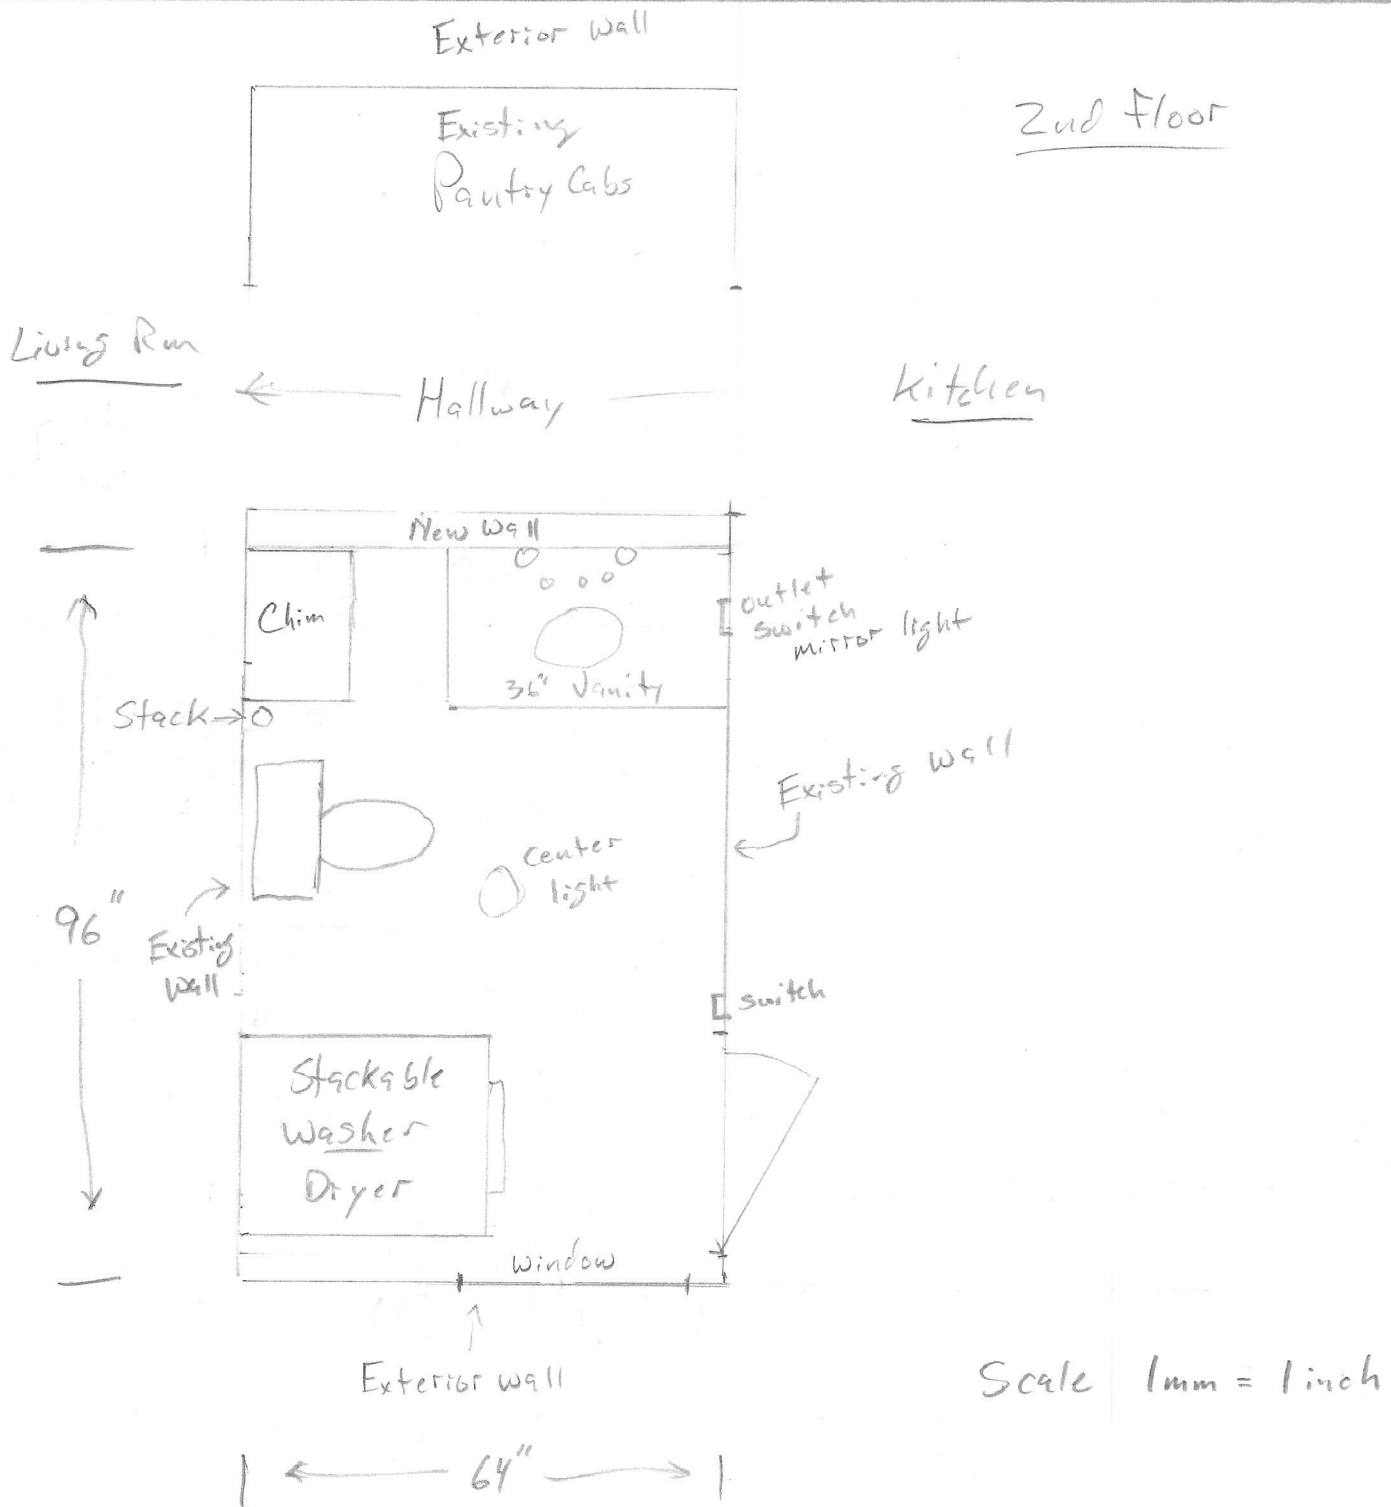 Exterior Wall
2nd Floor
Existing
Pantry Cabs
Living Rm
Hallway
Kitchen
New Wall
Chim
outlet
switch
mirror light
36" Vanity
Stack
Existing Wall
Center
light
96"
Existing
Wall
switch
Stackable
Washer
Dryer
Window
Exterior wall
Scale 1mm = 1 inch
64"